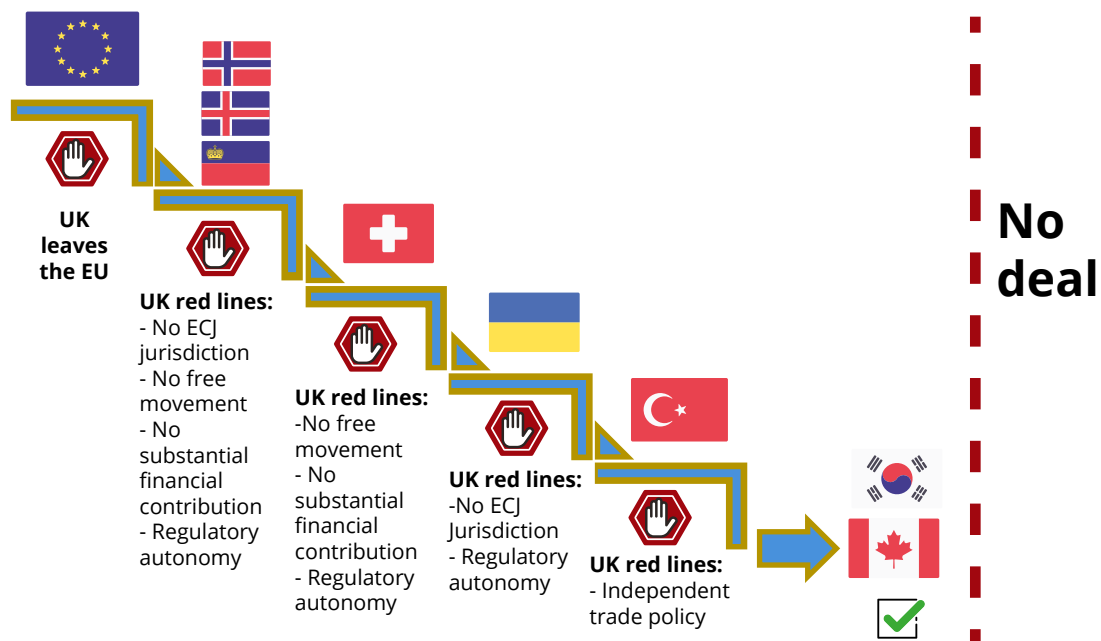 UK
leaves
the EU
UK red lines:
- No ECJ
jurisdiction
- No free
movement
- No
substantial
financial
contribution
- Regulatory
autonomy
UK red lines:
-No free
movement
- No
substantial
financial
contribution
- Regulatory
autonomy
UK red lines:
-No ECJ
Jurisdiction
- Regulatory
autonomy
UK red lines:
- Independent
trade policy
No
deal